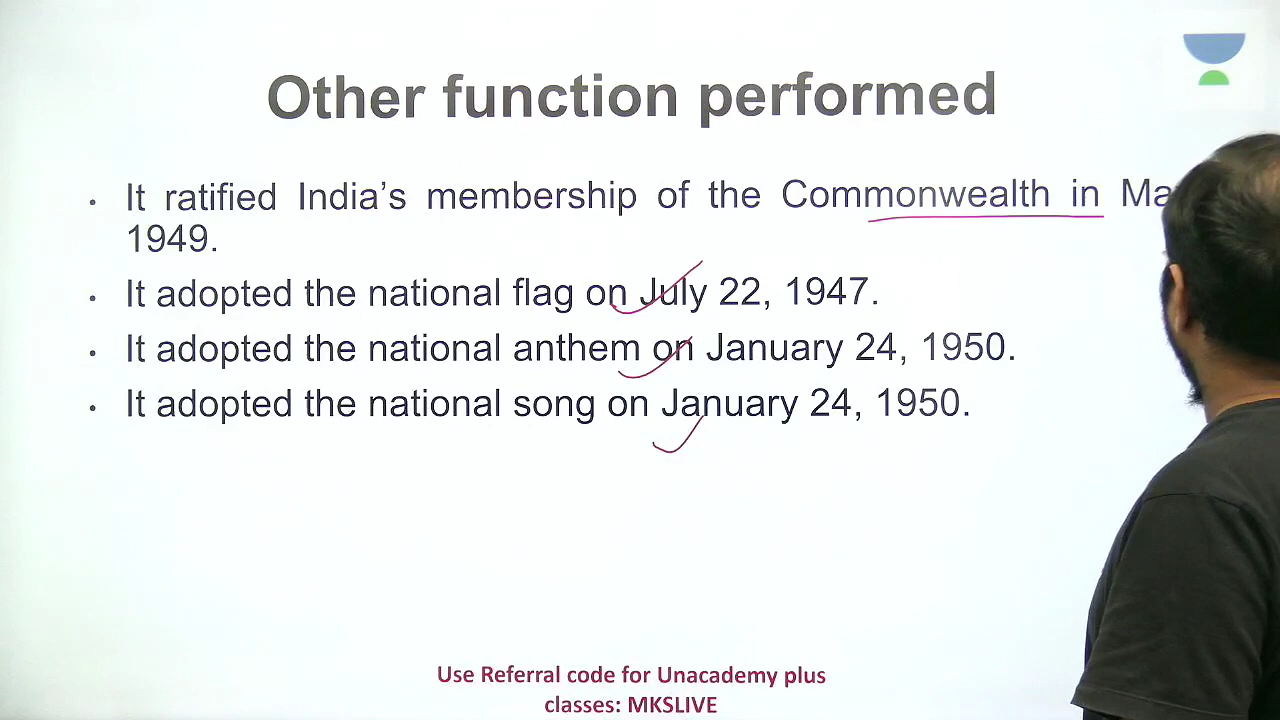 Other function performed
• It ratified India’s membership of the Commonwealth in
1949.
• It adopted the national flag on July 22, 1947.
• It adopted the national anthem on January 24, 1950.
• It adopted the national song on January 24, 1950.
Use Referral code for Unacademy plus
classes: MKSLIVE